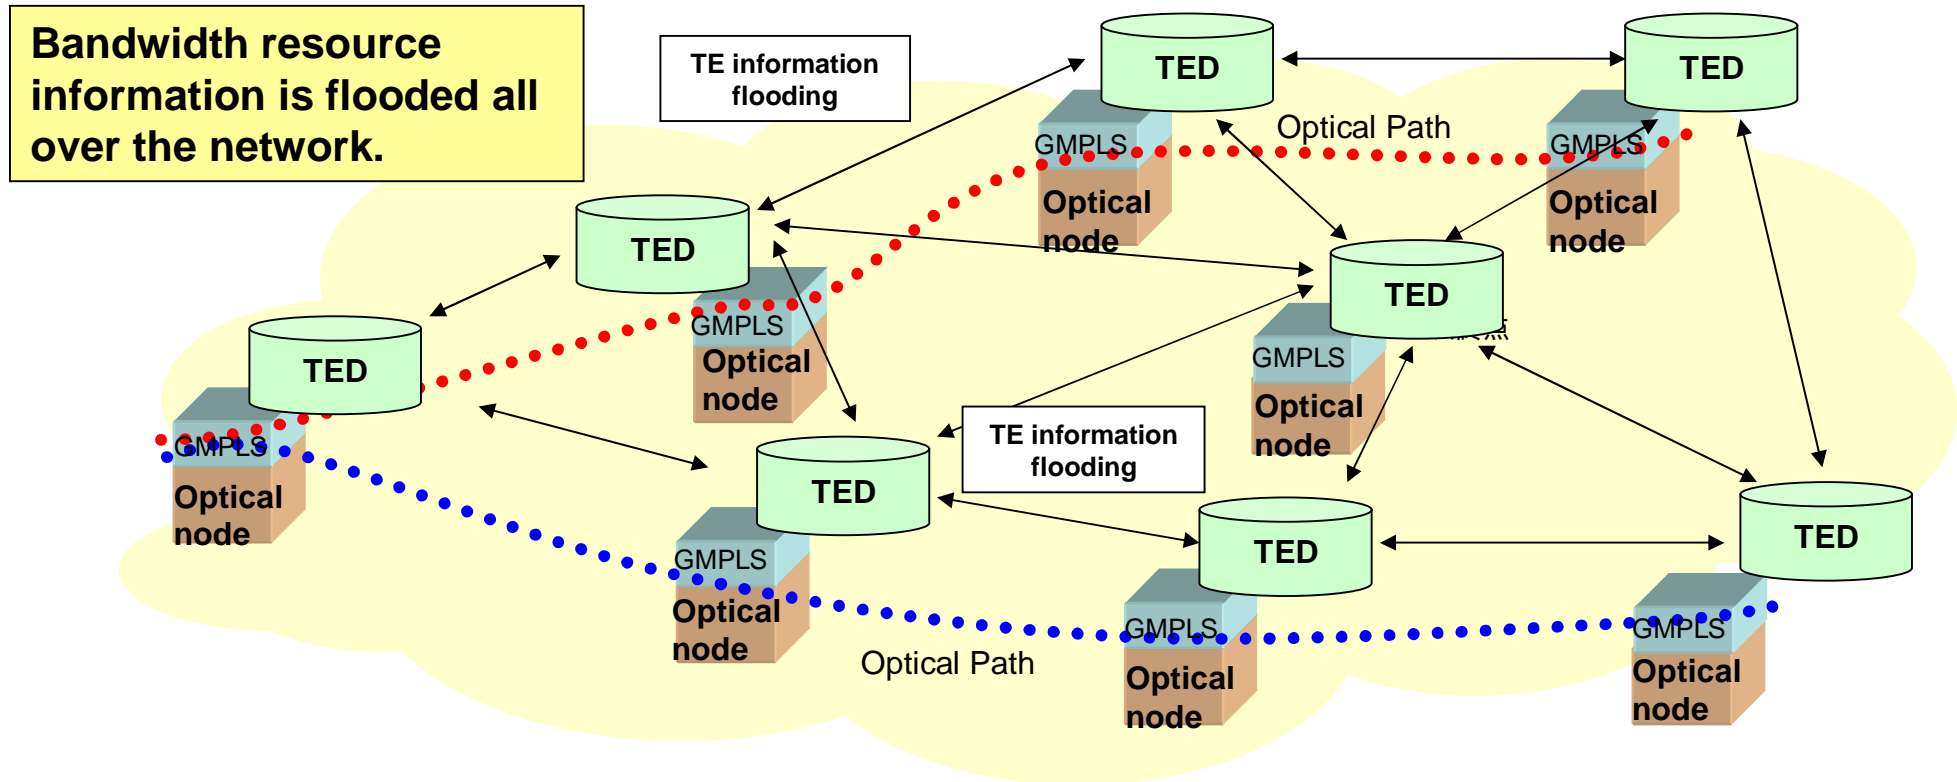 Bandwidth resource
information is flooded all
over the network.
TE information
flooding
TED
TED
Optical Path
GMPLS
Optical
node
GMPLS
Optical
node
TED
GMPLS
Optical
node
TED
点
GMPLS
Optical
node
TED
GMPLS
Optical
node
TE information
flooding
TED
GMPLS
Optical
node
TED
GMPLS
Optical
node
TED
GMPLS
Optical
node
Optical Path